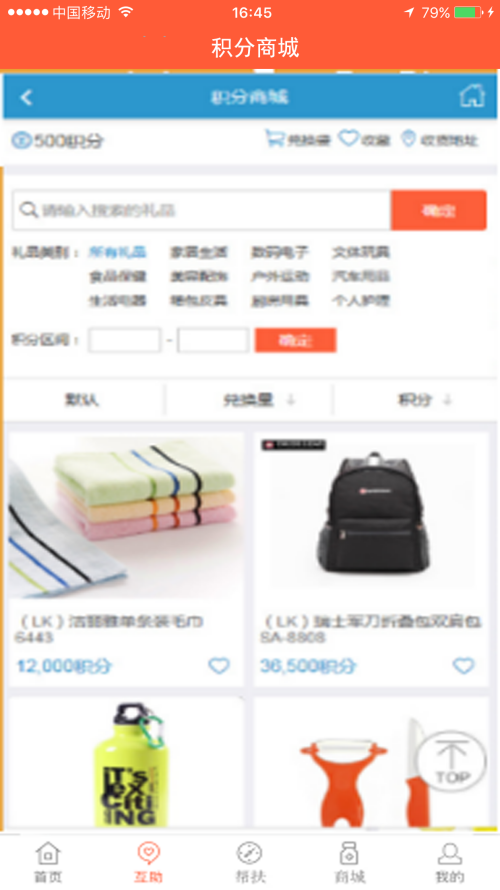 中国移动 16:45 79%
积分商城
积分商城
500积分 兑换量 收藏 收货地址
请输入搜索的礼品 确定
礼品类别： 所有礼品 家居生活 数码电子 文体玩具
食品保健 美容配饰 户外运动 汽车用品
生活电器 箱包皮具 厨房用具 个人护理
积分区间： - 确定
默认 兑换量 ↓ 积分 ↓
（LK）洁丽雅单条装毛巾
6443
12,000积分
（LK）瑞士军刀折叠包双肩包
SA-8808
36,500积分
iT'S
Exciting
TOP
首页 互助 帮扶 商城 我的